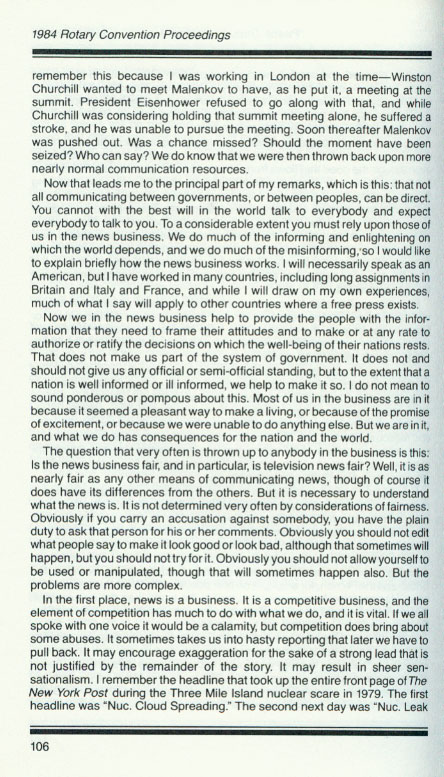 1984 Rotary Convention Proceedings
remember this because I was working in London at the time—Winston
Churchill wanted to meet Malenkov to have, as he put it, a meeting at the
summit. President Eisenhower refused to go along with that, and while
Churchill was considering holding that summit meeting alone, he suffered a
stroke, and he was unable to pursue the meeting. Soon thereafter Malenkov
was pushed out. Was a chance missed? Should the moment have been
seized? Who can say? We do know that we were then thrown back upon more
nearly normal communication resources.
Now that leads me to the principal part of my remarks, which is this: that not
all communicating between governments, or between peoples, can be direct.
You cannot with the best will in the world talk to everybody and expect
everybody to talk to you. To a considerable extent you must rely upon those of
us in the news business. We do much of the informing and enlightening on
which the world depends, and we do much of the misinforming, so I would like
to explain briefly how the news business works. I will necessarily speak as an
American, but I have worked in many countries, including long assignments in
Britain and Italy and France, and while I will draw on my own experiences,
much of what I say will apply to other countries where a free press exists.
Now we in the news business help to provide the people with the infor-
mation that they need to frame their attitudes and to make or at any rate to
authorize or ratify the decisions on which the well-being of their nations rests.
That does not make us part of the system of government. It does not and
should not give us any official or semi-official standing, but to the extent that a
nation is well informed or ill informed, we help to make it so. I do not mean to
sound ponderous or pompous about this. Most of us in the business are in it
because it seemed a pleasant way to make a living, or because of the promise
of excitement, or because we were unable to do anything else. But we are in it,
and what we do has consequences for the nation and the world.
The question that very often is thrown up to anybody in the business is this:
Is the news business fair, and in particular, is television news fair? Well, it is as
nearly fair as any other means of communicating news, though of course it
does have its differences from the others. But it is necessary to understand
what the news is. It is not determined very often by considerations of fairness.
Obviously if you carry an accusation against somebody, you have the plain
duty to ask that person for his or her comments. Obviously you should not edit
what people say to make it look good or look bad, although that sometimes will
happen, but you should not try for it. Obviously you should not allow yourself to
be used or manipulated, though that will sometimes happen also. But the
problems are more complex.
In the first place, news is a business. It is a competitive business, and the
element of competition has much to do with what we do, and it is vital. If we all
spoke with one voice it would be a calamity, but competition does bring about
some abuses. It sometimes takes us into hasty reporting that later we have to
pull back. It may encourage exaggeration for the sake of a strong lead that is
not justified by the remainder of the story. It may result in sheer sen-
sationalism. I remember the headline that took up the entire front page of The
New York Post during the Three Mile Island nuclear scare in 1979. The first
headline was “Nuc. Cloud Spreading.” The second next day was “Nuc. Leak
106